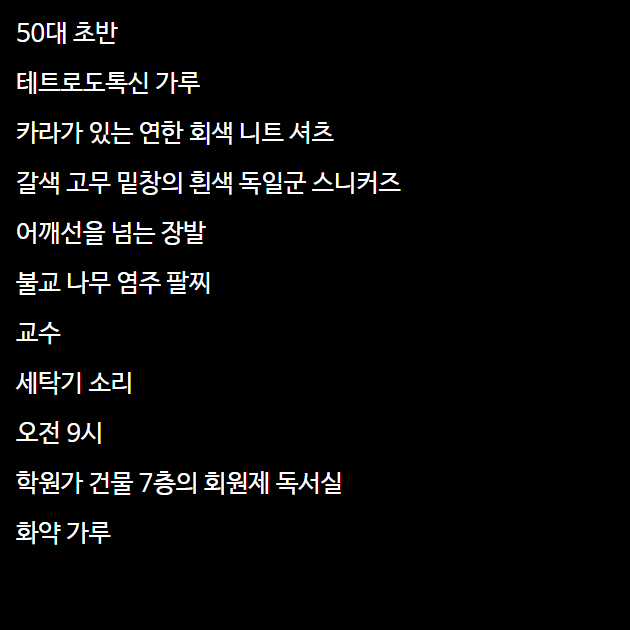 50대 초반
테트로도톡신 가루
카라가 있는 연한 회색 니트 셔츠
갈색 고무 밑창의 흰색 독일군 스니커즈
어깨선을 넘는 장발
불교 나무 염주 팔찌
교수
세탁기 소리
오전 9시
학원가 건물 7층의 회원제 독서실
화약 가루